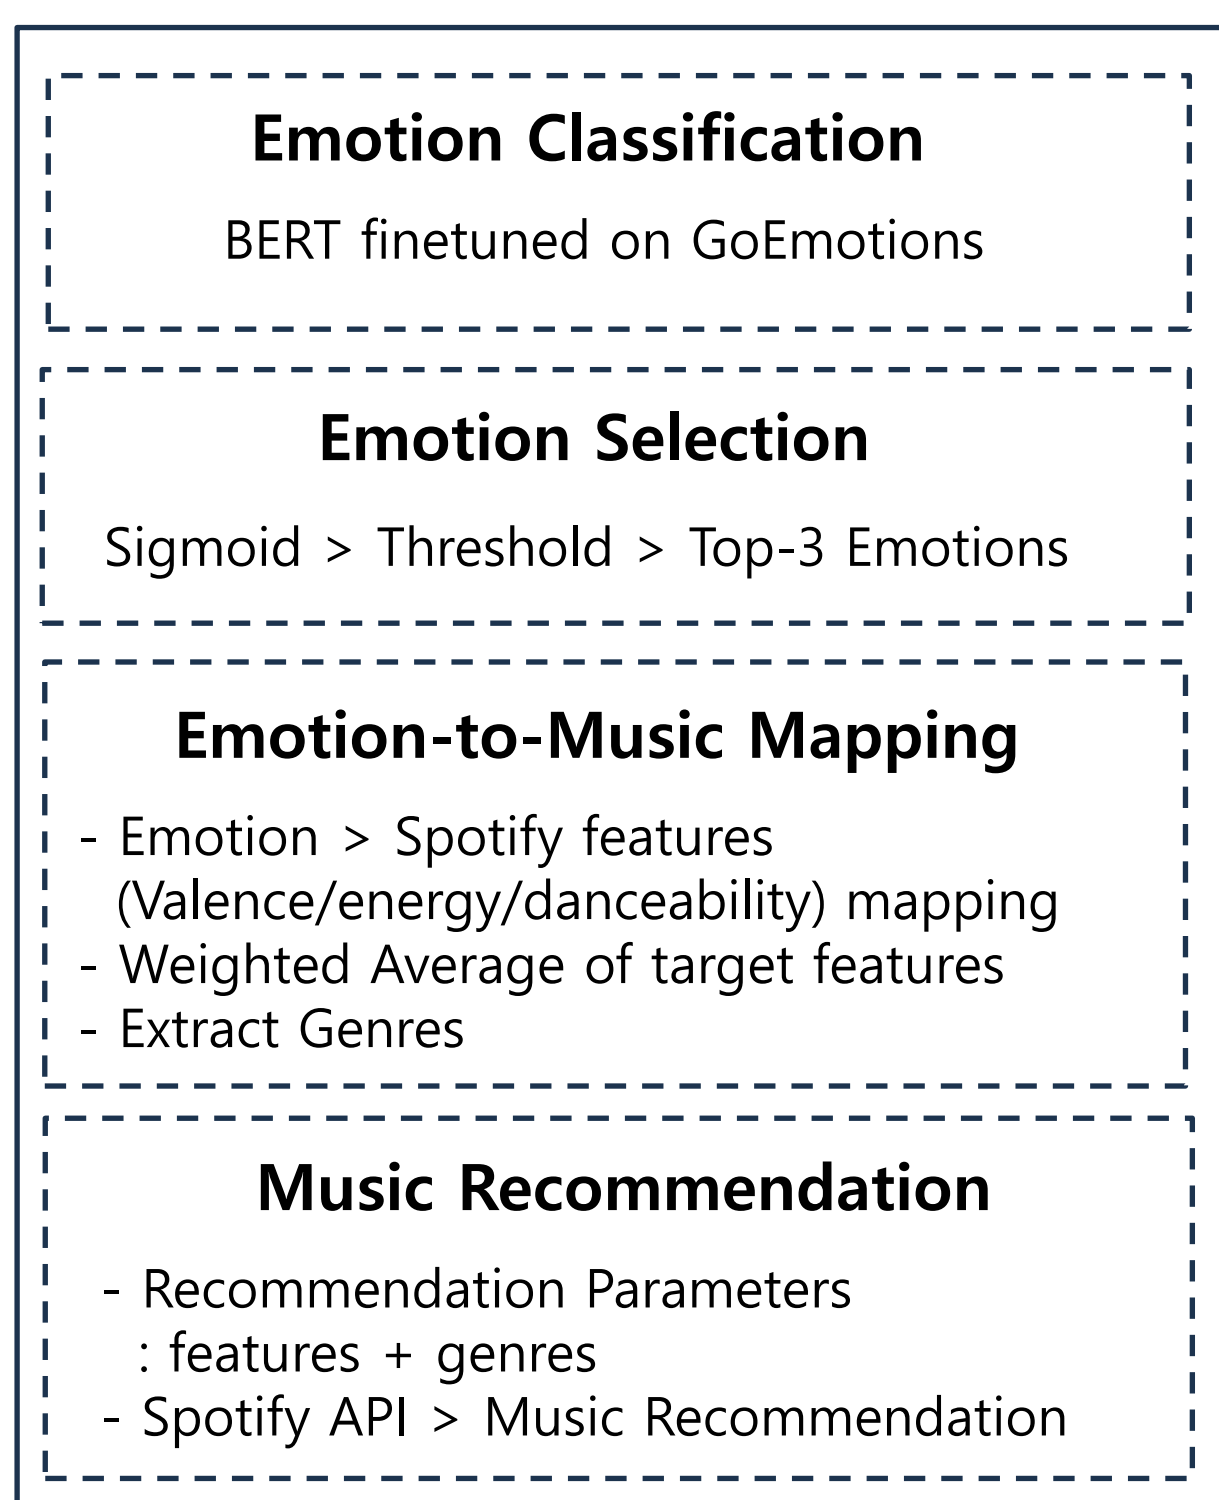 Emotion Classification
BERT finetuned on GoEmotions
Emotion Selection
Sigmoid > Threshold > Top-3 Emotions
Emotion-to-Music Mapping
- Emotion > Spotify features
(Valence/energy/danceability) mapping
- Weighted Average of target features
- Extract Genres
Music Recommendation
- Recommendation Parameters
: features + genres
- Spotify API > Music Recommendation